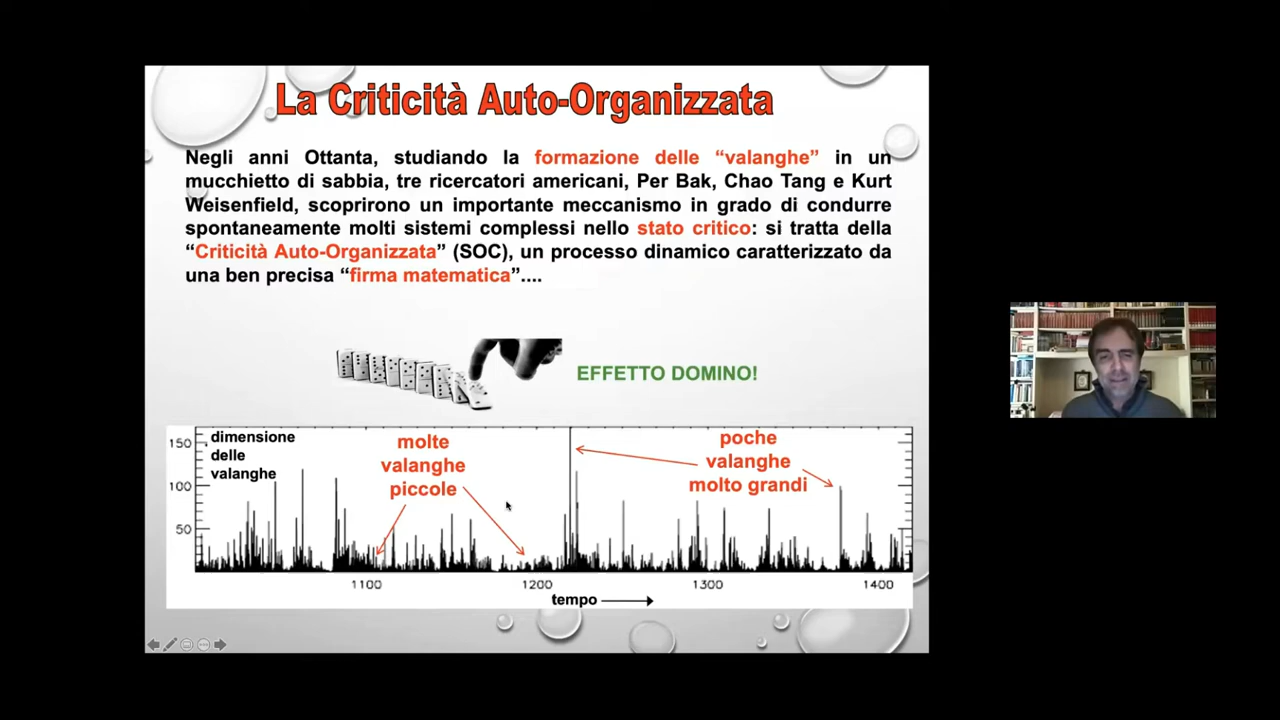 La Criticità Auto-Organizzata
Negli anni Ottanta, studiando la formazione delle “valanghe” in un
mucchietto di sabbia, tre ricercatori americani, Per Bak, Chao Tang e Kurt
Weisenfield, scoprirono un importante meccanismo in grado di condurre
spontaneamente molti sistemi complessi nello stato critico: si tratta della
“Criticità Auto-Organizzata” (SOC), un processo dinamico caratterizzato da
una ben precisa “firma matematica”....
EFFETTO DOMINO!
150
100
50
dimensione
delle
valanghe
molte
valanghe
piccole
poche
valanghe
molto grandi
1100
1200
1300
1400
tempo